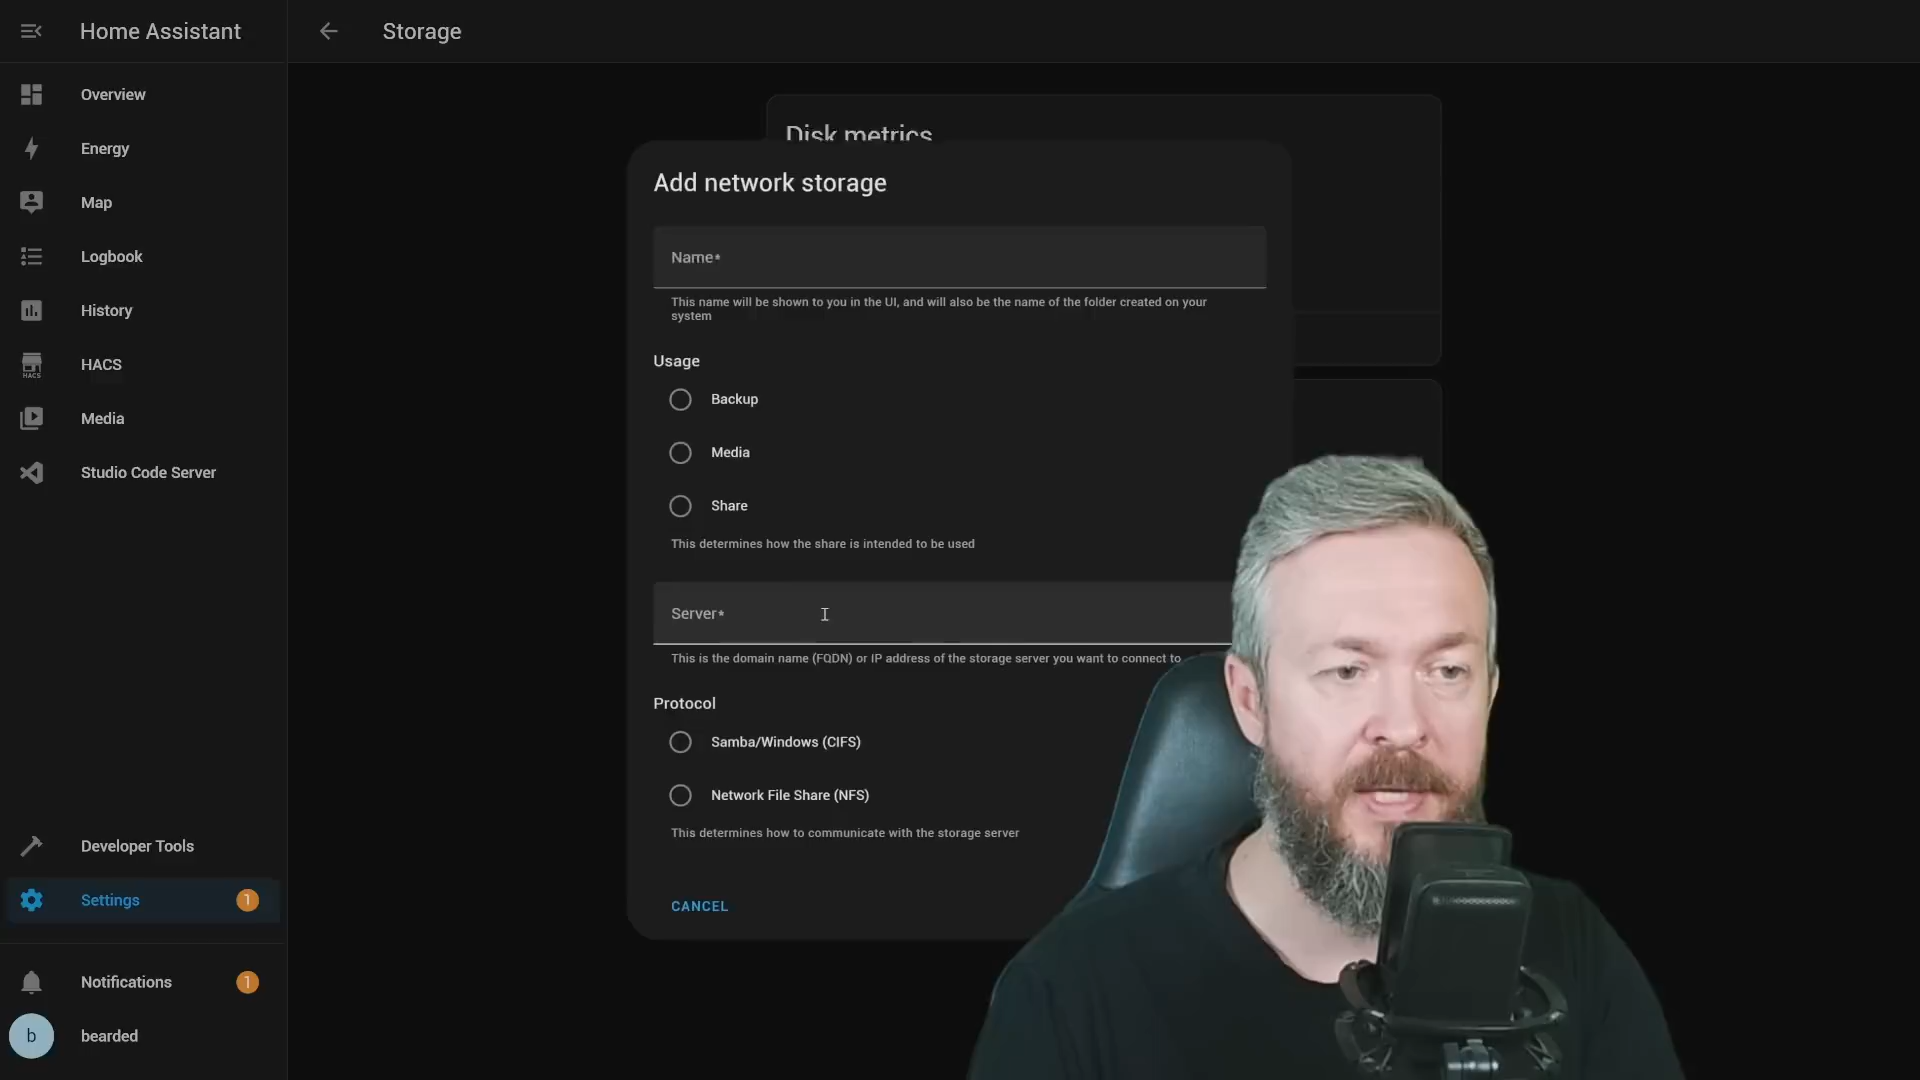 Home Assistant
Storage
Overview
Energy
Map
Logbook
History
HACS
HACS
Media
Studio Code Server
Developer Tools
Settings
1
Notifications
1
b
bearded
Disk metrics
Add network storage
Name*
This name will be shown to you in the UI, and will also be the name of the folder created on your
system
Usage
Backup
Media
Share
This determines how the share is intended to be used
Server*
This is the domain name (FQDN) or IP address of the storage server you want to connect to
Protocol
Samba/Windows (CIFS)
Network File Share (NFS)
This determines how to communicate with the storage server
CANCEL